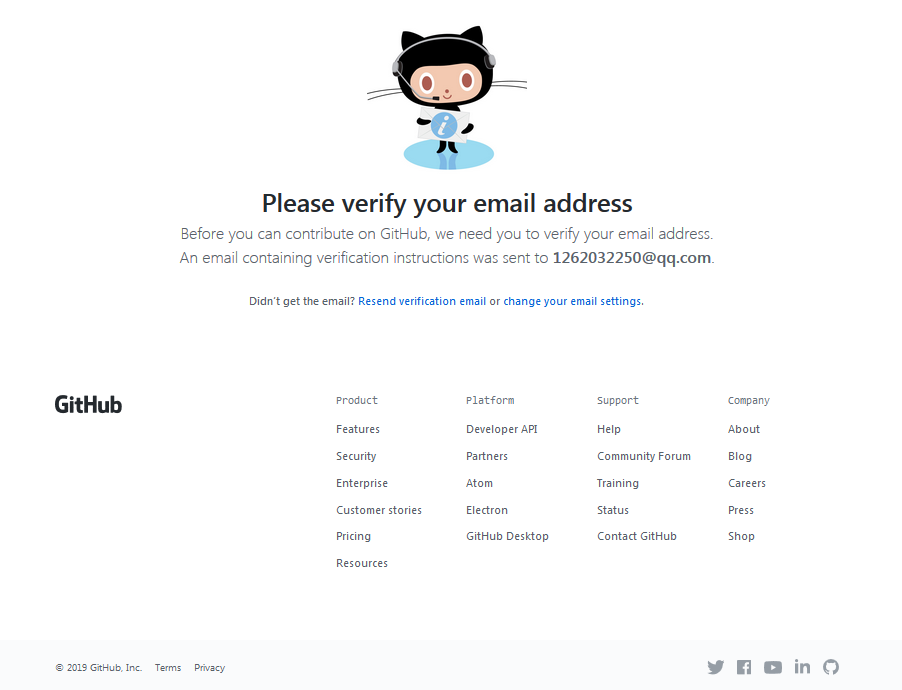 i
Please verify your email address
Before you can contribute on GitHub, we need you to verify your email address.
An email containing verification instructions was sent to 1262032250@qq.com.
Didn't get the email? Resend verification email or change your email settings.
GitHub
Product
Features
Security
Enterprise
Customer stories
Pricing
Resources
Platform
Developer API
Partners
Atom
Electron
GitHub Desktop
Support
Help
Community Forum
Training
Status
Contact GitHub
Company
About
Blog
Careers
Press
Shop
© 2019 GitHub, Inc. Terms Privacy